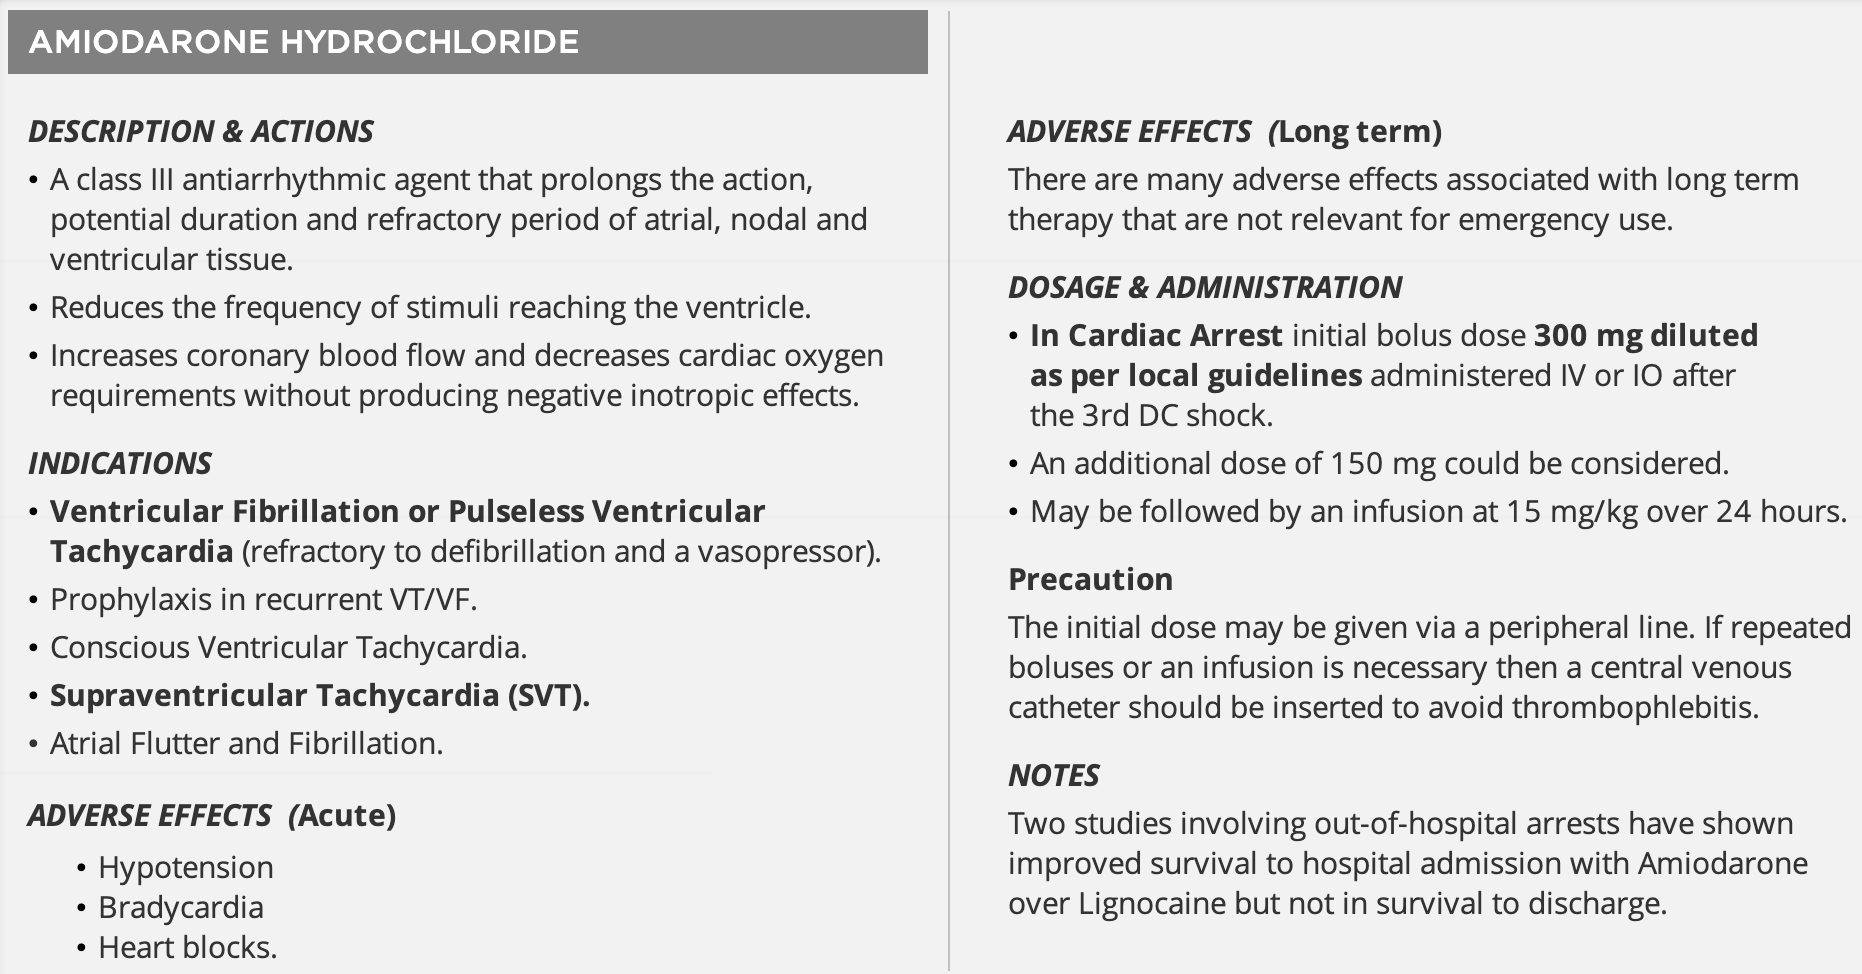 AMIODARONE HYDROCHLORIDE
DESCRIPTION & ACTIONS
• A class III antiarrhythmic agent that prolongs the action,
potential duration and refractory period of atrial, nodal and
ventricular tissue.
• Reduces the frequency of stimuli reaching the ventricle.
• Increases coronary blood flow and decreases cardiac oxygen
requirements without producing negative inotropic effects.
INDICATIONS
• Ventricular Fibrillation or Pulseless Ventricular
Tachycardia (refractory to defibrillation and a vasopressor).
• Prophylaxis in recurrent VT/VF.
• Conscious Ventricular Tachycardia.
• Supraventricular Tachycardia (SVT).
• Atrial Flutter and Fibrillation.
ADVERSE EFFECTS (Acute)
• Hypotension
• Bradycardia
• Heart blocks.
ADVERSE EFFECTS (Long term)
There are many adverse effects associated with long term
therapy that are not relevant for emergency use.
DOSAGE & ADMINISTRATION
• In Cardiac Arrest initial bolus dose 300 mg diluted
as per local guidelines administered IV or IO after
the 3rd DC shock.
• An additional dose of 150 mg could be considered.
• May be followed by an infusion at 15 mg/kg over 24 hours.
Precaution
The initial dose may be given via a peripheral line. If repeated
boluses or an infusion is necessary then a central venous
catheter should be inserted to avoid thrombophlebitis.
NOTES
Two studies involving out-of-hospital arrests have shown
improved survival to hospital admission with Amiodarone
over Lignocaine but not in survival to discharge.